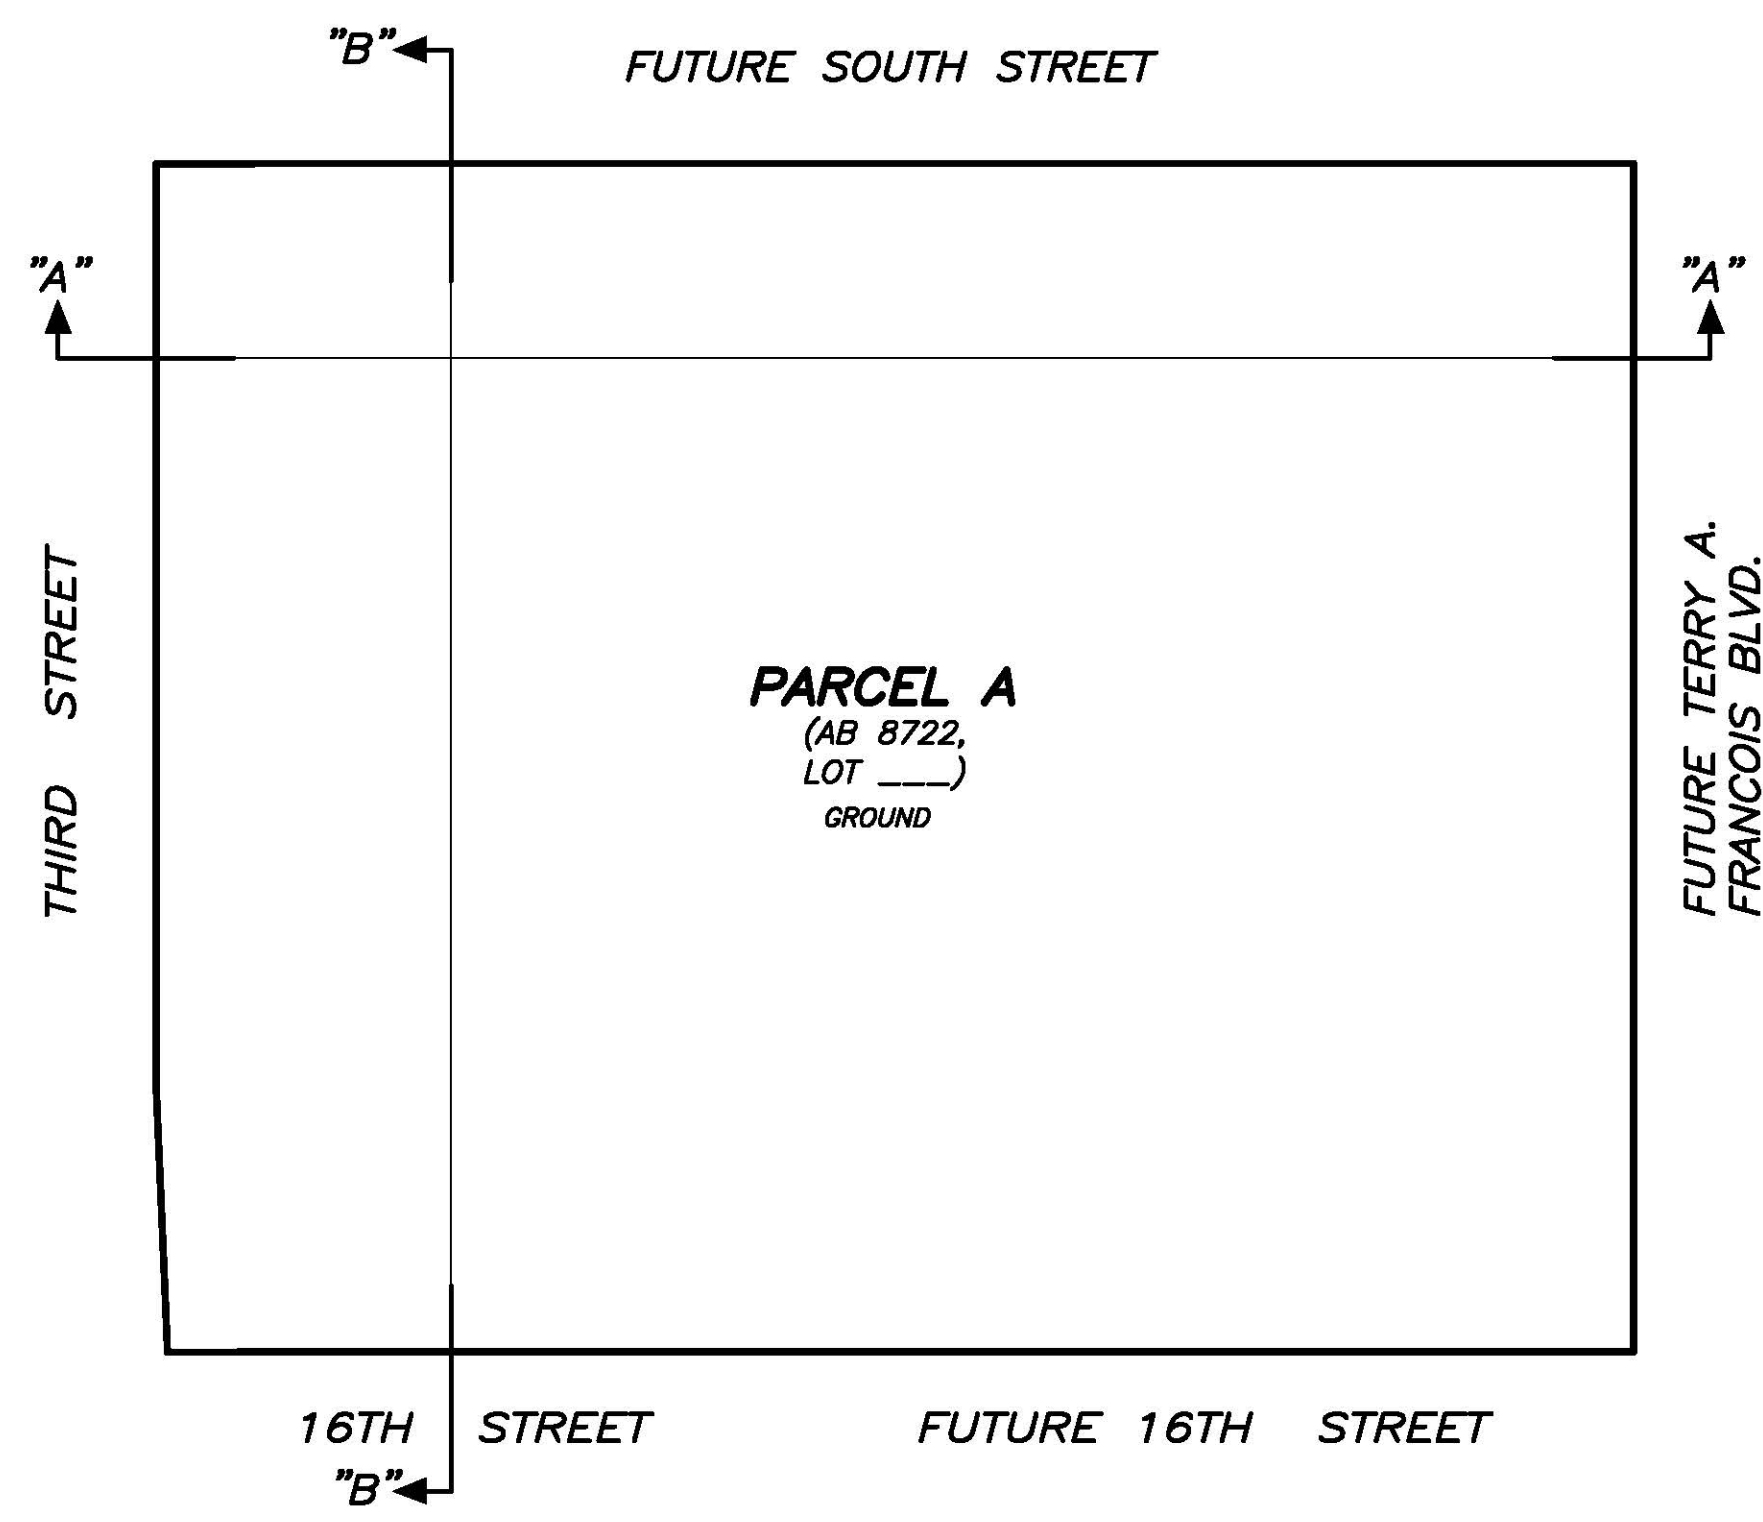 "B"
FUTURE SOUTH STREET
"A"
"A"
THIRD STREET
FUTURE TERRY A.
FRANCOIS BLVD.
PARCEL A
(AB 8722,
LOT ___)
GROUND
16TH STREET
FUTURE 16TH STREET
"B"